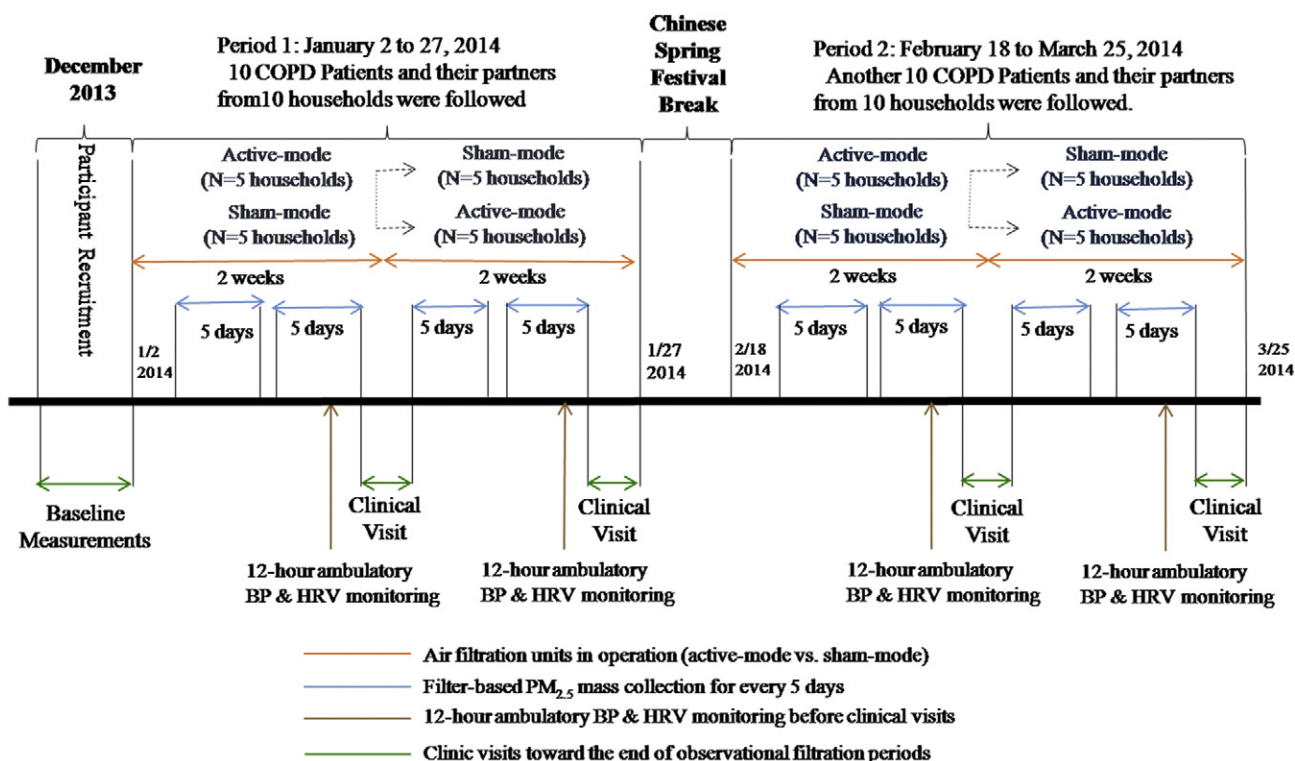 December
2013
Period 1: January 2 to 27, 2014
10 COPD Patients and their partners
from10 households were followed
Chinese
Spring
Festival
Break
Period 2: February 18 to March 25, 2014
Another 10 COPD Patients and their partners
from 10 households were followed.
Participant Recruitment
Active-mode
(N=5 households)
Sham-mode
(N=5 households)
Sham-mode
(N=5 households)
Active-mode
(N=5 households)
Active-mode
(N=5 households)
Sham-mode
(N=5 households)
Sham-mode
(N=5 households)
Active-mode
(N=5 households)
2 weeks
2 weeks
2 weeks
2 weeks
5 days
5 days
5 days
5 days
5 days
5 days
5 days
5 days
1/2
2014
1/27
2014
2/18
2014
3/25
2014
Baseline
Measurements
Clinical
Visit
Clinical
Visit
Clinical
Visit
Clinical
Visit
12-hour ambulatory
BP & HRV monitoring
12-hour ambulatory
BP & HRV monitoring
12-hour ambulatory
BP & HRV monitoring
12-hour ambulatory
BP & HRV monitoring
Air filtration units in operation (active-mode vs. sham-mode)
Filter-based PM2.5 mass collection for every 5 days
12-hour ambulatory BP & HRV monitoring before clinical visits
Clinic visits toward the end of observational filtration periods